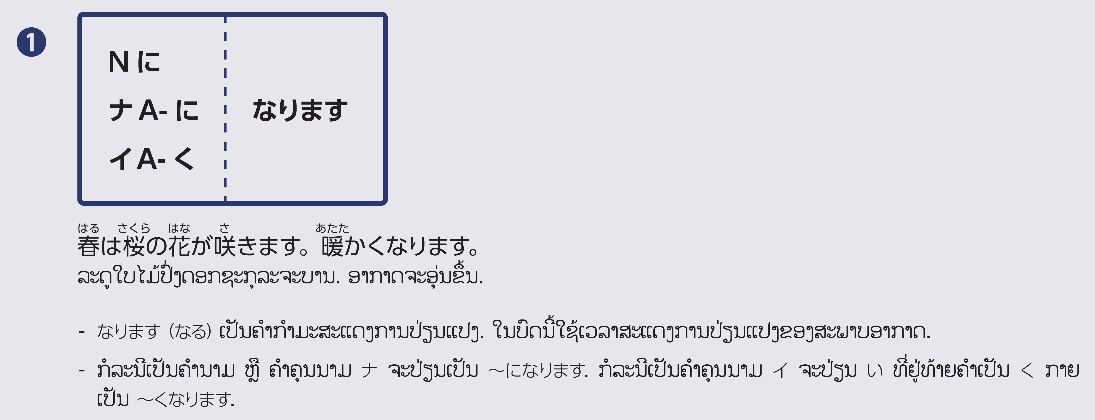 1
Nに
ナA-に なります
イA-く
はる さくら はな さ あたた
春は桜の花が咲きます。暖かくなります。
ລະດູໃບໄມ້ປົ່ງດອກຊະກຸລະຈະບານ. ອາກາດຈະອຸ່ນຂຶ້ນ.
- なります (なる) ເປັນຄຳກຳມະສະແດງການປ່ຽນແປງ. ໃນບົດນີ້ໃຊ້ເວລາສະແດງການປ່ຽນແປງຂອງສະພາບອາກາດ.
- ກໍລະນີເປັນຄຳນາມ ຫຼື ຄຳຄຸນນາມ ナ ຈະປ່ຽນເປັນ ～になります. ກໍລະນີເປັນຄຳຄຸນນາມ イ ຈະປ່ຽນ い ທີ່ຢູ່ທ້າຍຄຳເປັນ く ກາຍ
ເປັນ ～くなります.